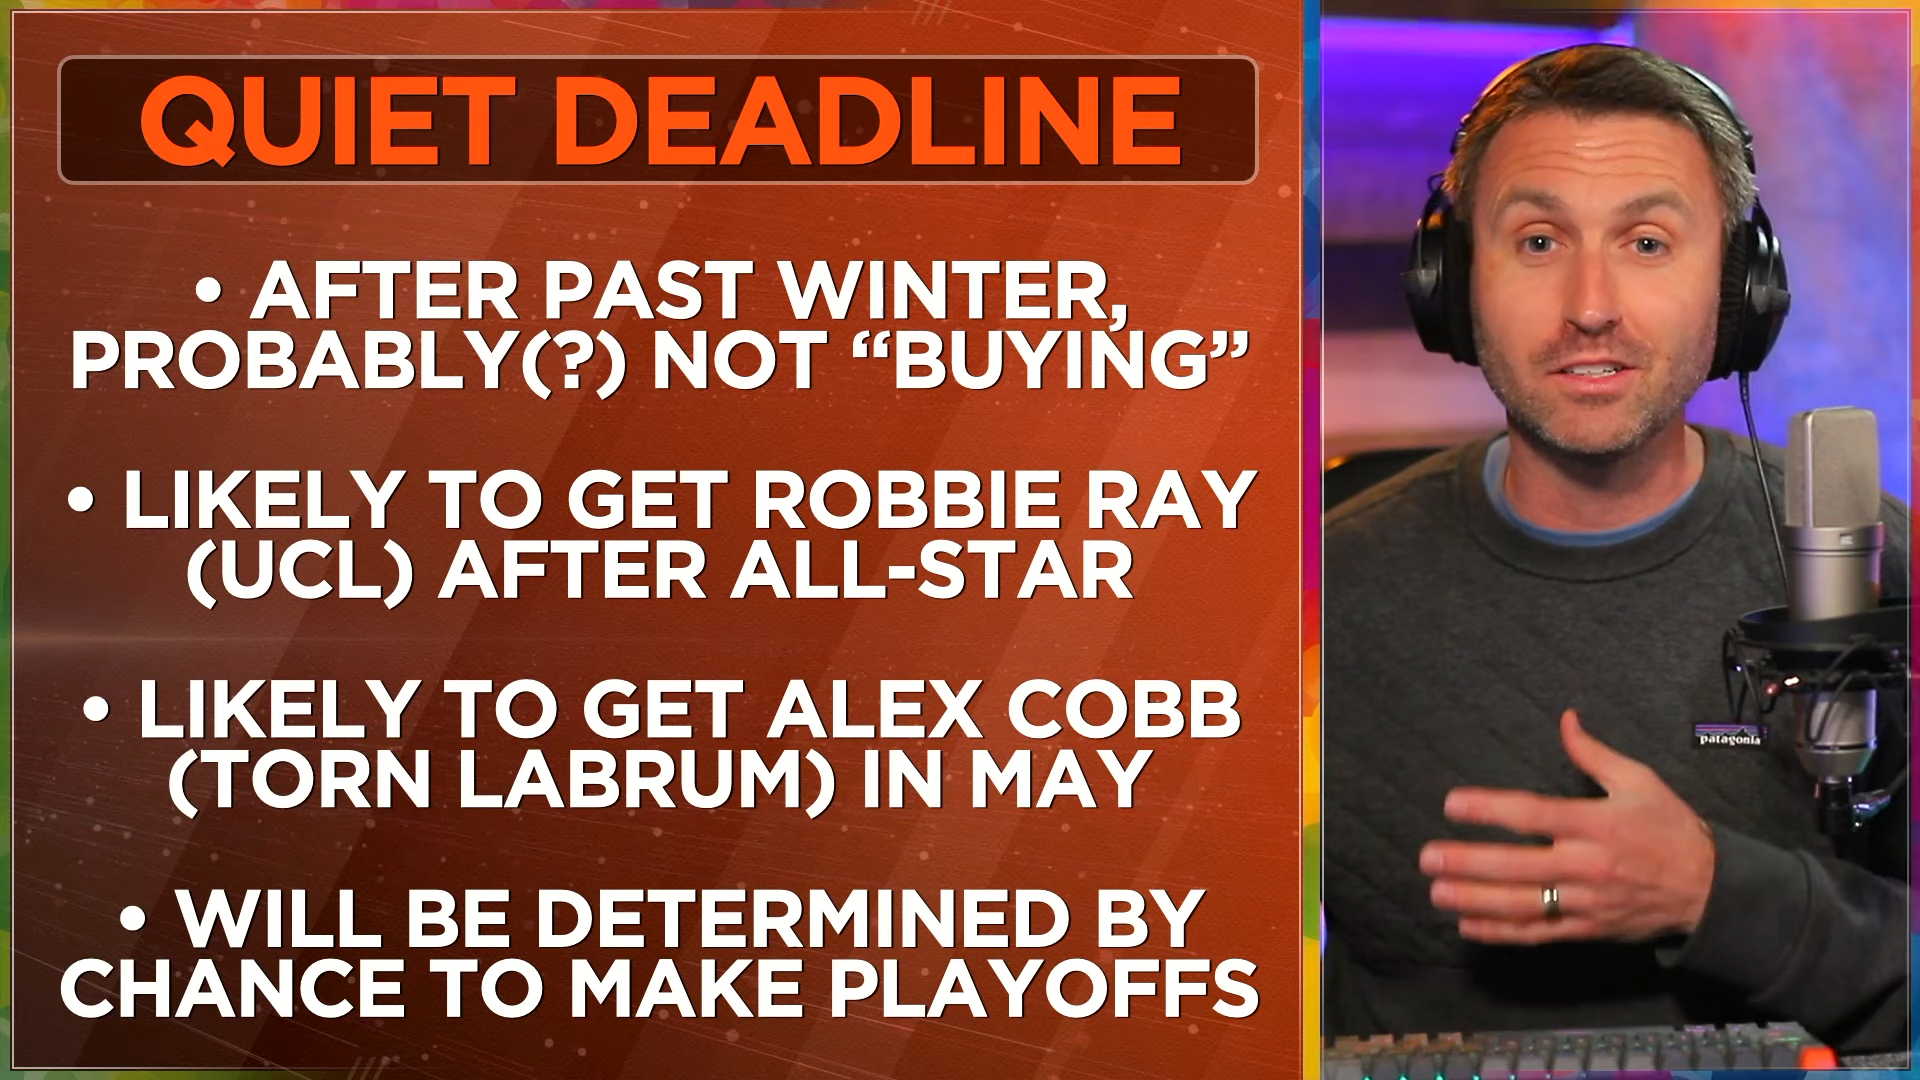 QUIET DEADLINE
• AFTER PAST WINTER,
PROBABLY(?) NOT “BUYING”
• LIKELY TO GET ROBBIE RAY
(UCL) AFTER ALL-STAR
• LIKELY TO GET ALEX COBB
(TORN LABRUM) IN MAY
• WILL BE DETERMINED BY
CHANCE TO MAKE PLAYOFFS
patagonia